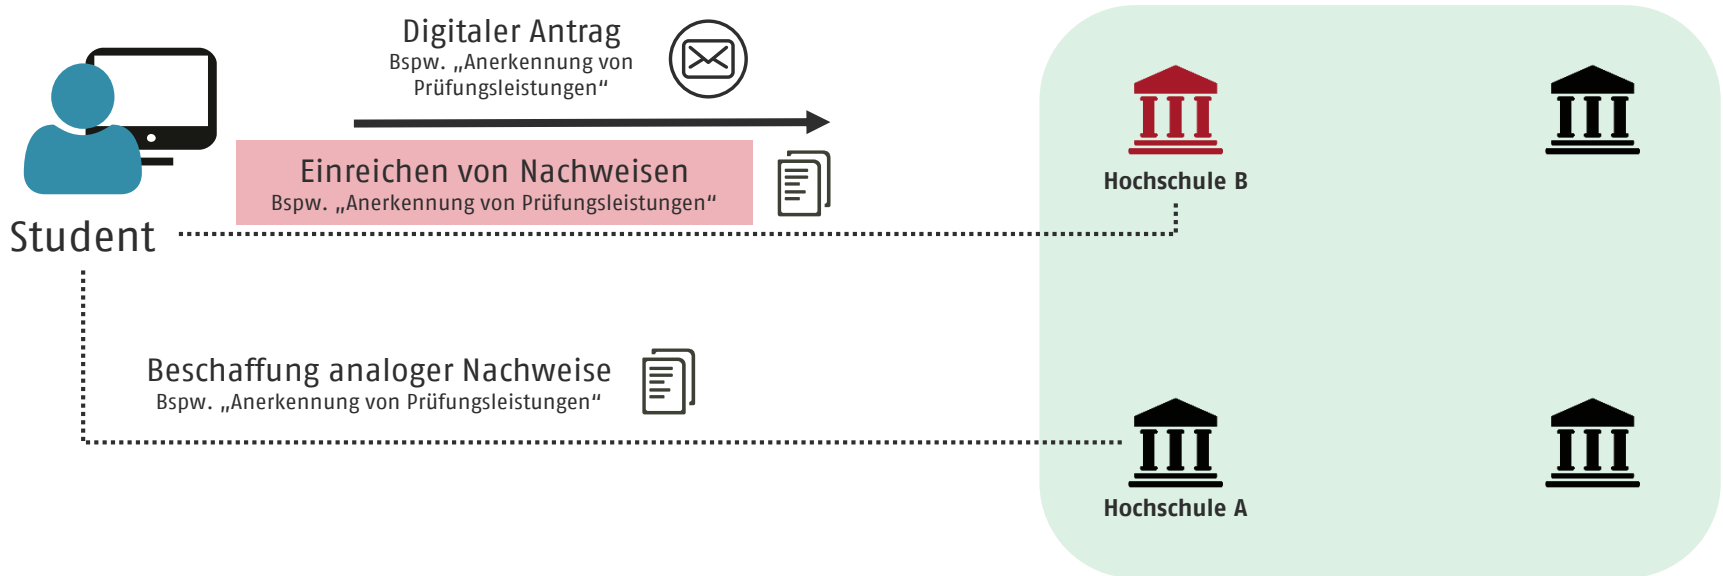 Digitaler Antrag
Bspw. „Anerkennung von
Prüfungsleistungen“
Einreichen von Nachweisen
Bspw. „Anerkennung von Prüfungsleistungen“
Hochschule B
Student
Beschaffung analoger Nachweise
Bspw. „Anerkennung von Prüfungsleistungen“
Hochschule A